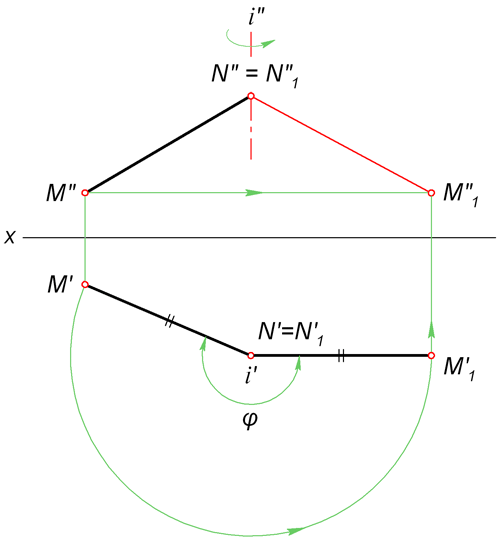 i"
N" = N"₁
M"
M"₁
x
M'
N'=N'₁
i'
M'₁
φ